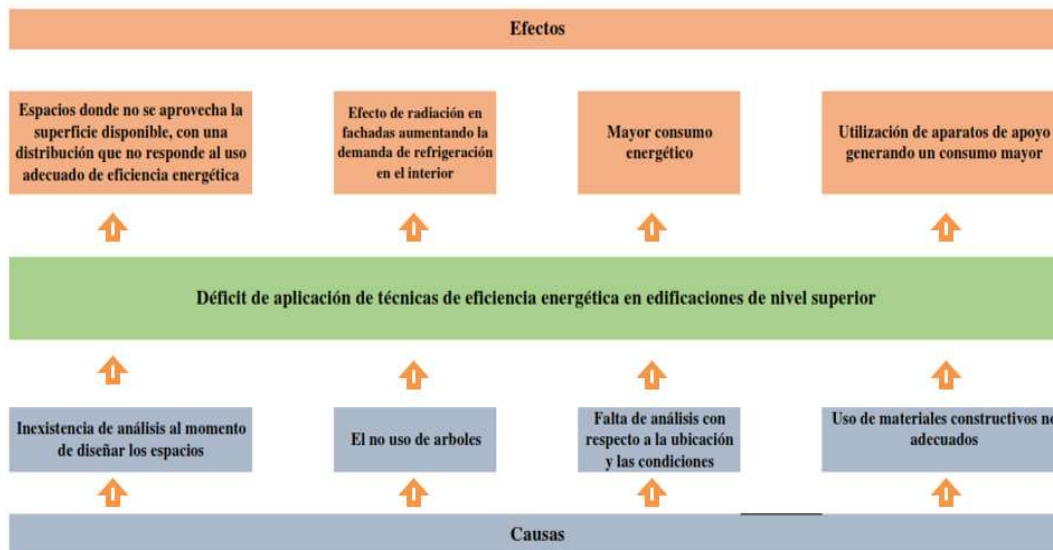 Efectos
Espacios donde no se aprovecha la
superficie disponible, con una
distribución que no responde al uso
adecuado de eficiencia energética
Efecto de radiación en
fachadas aumentando la
demanda de refrigeración
en el interior
Mayor consumo
energético
Utilización de aparatos de apoyo
generando un consumo mayor
Déficit de aplicación de técnicas de eficiencia energética en edificaciones de nivel superior
Inexistencia de análisis al momento
de diseñar los espacios
El no uso de arboles
Falta de análisis con
respecto a la ubicación
y las condiciones
Uso de materiales constructivos no
adecuados
Causas